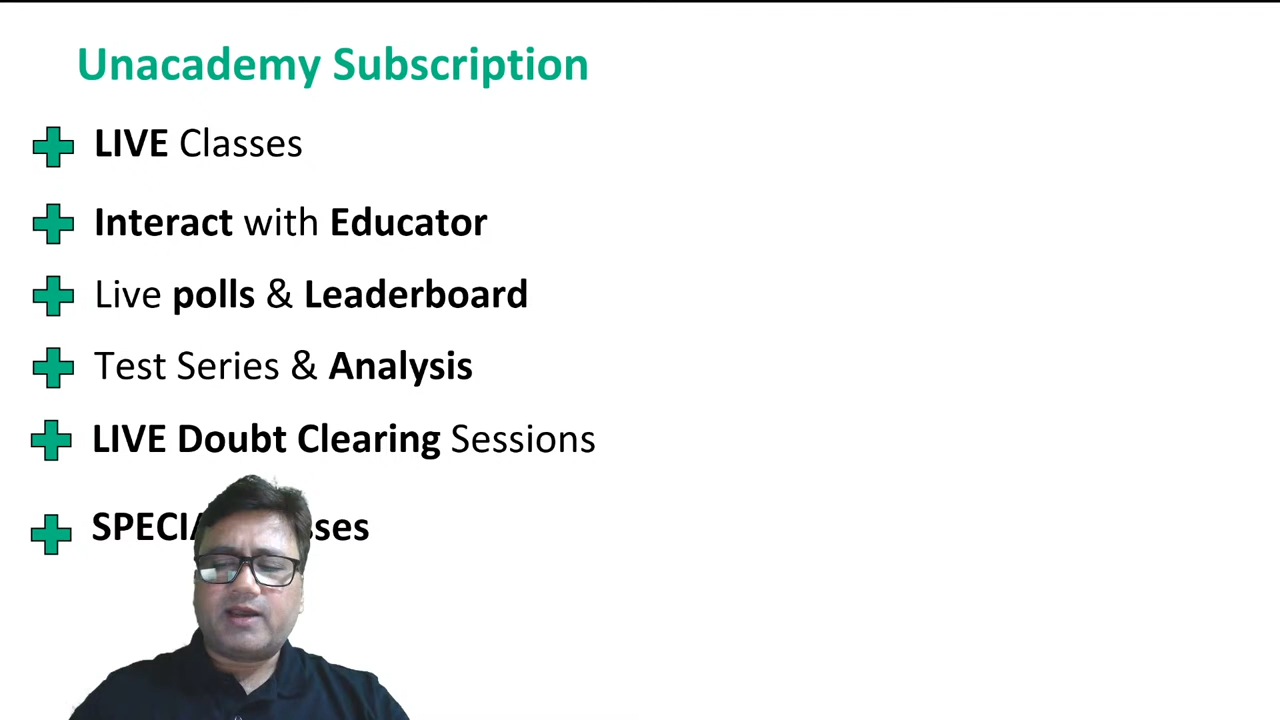 Unacademy Subscription
LIVE Classes
Interact with Educator
Live polls & Leaderboard
Test Series & Analysis
LIVE Doubt Clearing Sessions